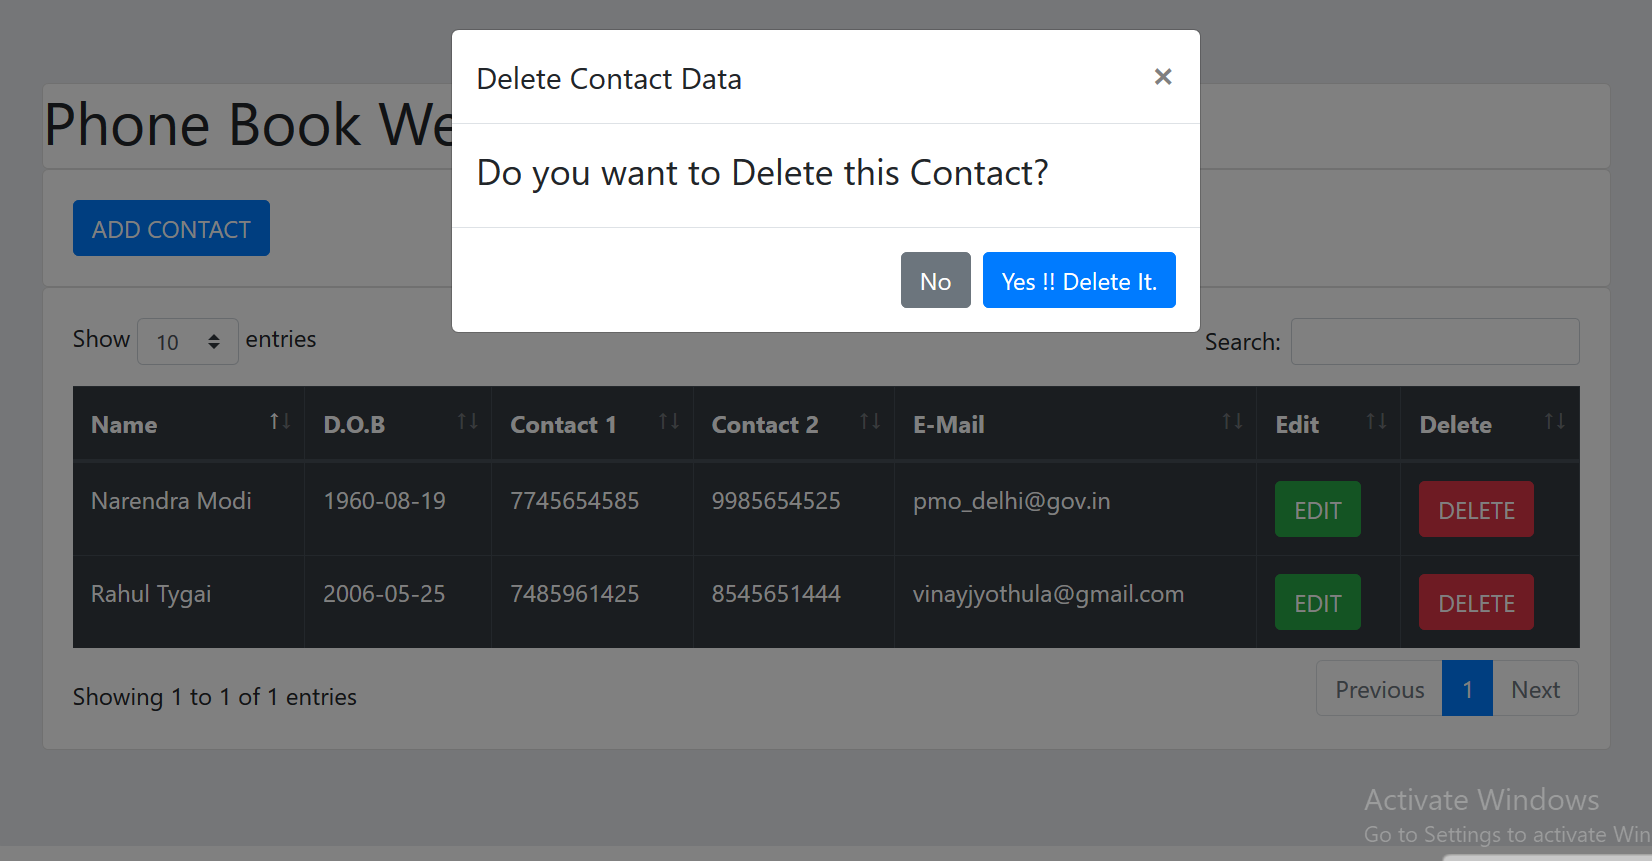 Delete Contact Data ×
Do you want to Delete this Contact?
No Yes !! Delete It.
Phone Book We
ADD CONTACT
Show 10 entries Search:
Name D.O.B Contact 1 Contact 2 E-Mail Edit Delete
Narendra Modi 1960-08-19 7745654585 9985654525 pmo_delhi@gov.in EDIT DELETE
Rahul Tygai 2006-05-25 7485961425 8545651444 vinayjyothula@gmail.com EDIT DELETE
Showing 1 to 1 of 1 entries Previous 1 Next
Activate Windows
Go to Settings to activate Win